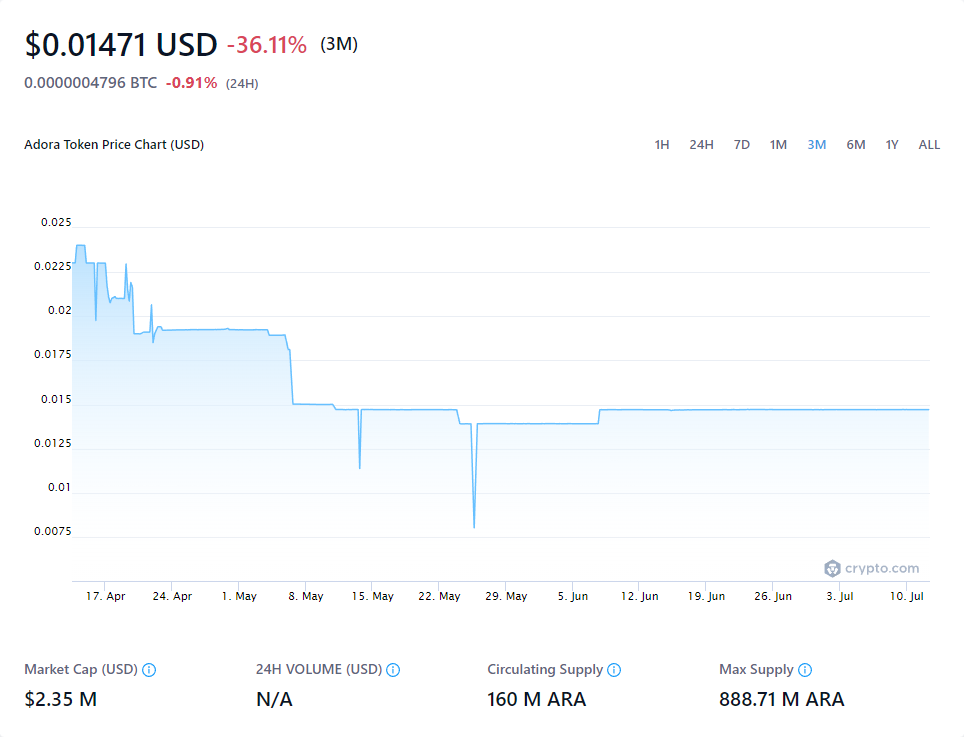 $0.01471 USD -36.11% (3M)
0.0000004796 BTC -0.91% (24H)
Adora Token Price Chart (USD) 1H 24H 7D 1M 3M 6M 1Y ALL
0.025
0.0225
0.02
0.0175
0.015
0.0125
0.01
0.0075
crypto.com
17. Apr 24. Apr 1. May 8. May 15. May 22. May 29. May 5. Jun 12. Jun 19. Jun 26. Jun 3. Jul 10. Jul
Market Cap (USD) 24H VOLUME (USD) Circulating Supply Max Supply
$2.35 M N/A 160 M ARA 888.71 M ARA